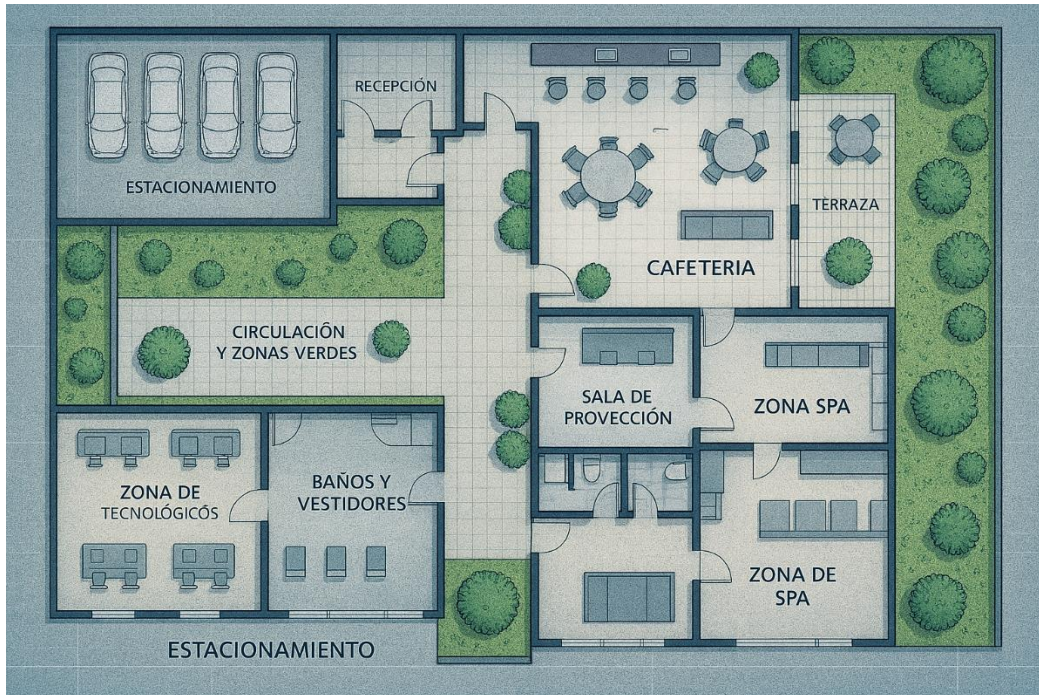 RECEPCIÓN
ESTACIONAMIENTO
TERRAZA
CAFETERIA
CIRCULACIÓN
Y ZONAS VERDES
SALA DE
PROVECCIÓN
ZONA SPA
ZONA DE
TECNOLÓGICÓS
BAÑOS Y
VESTIDORES
ZONA DE
SPA
ESTACIONAMIENTO